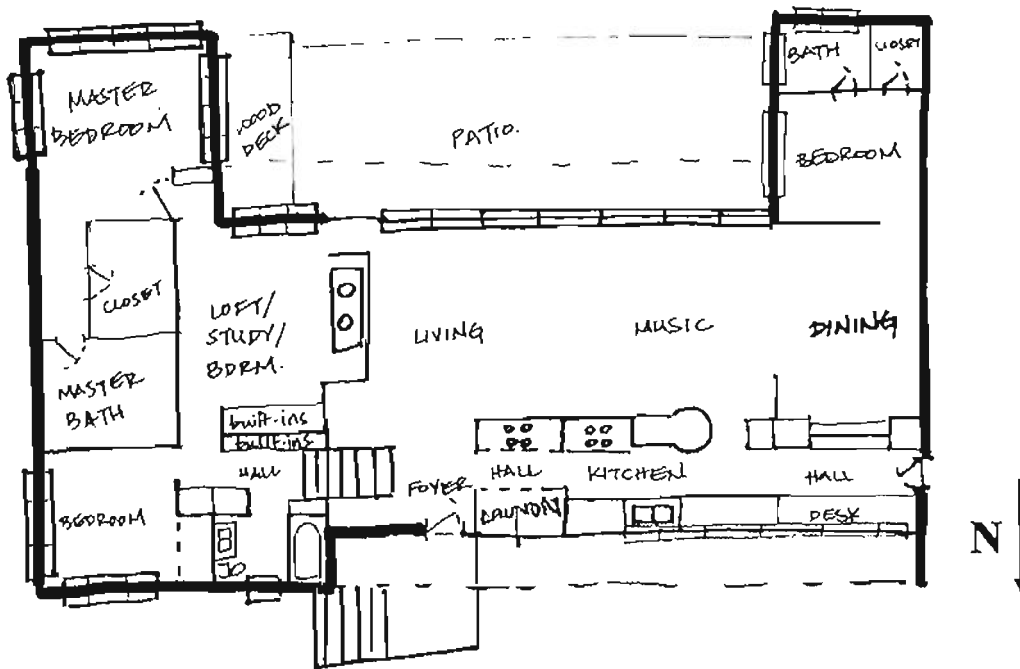 BATH
CLOSET
MASTER
BEDROOM
WOOD
DECK
PATIO.
BEDROOM
CLOSET
LOFT/
STUDY/
BDRM.
LIVING
MUSIC
DINING
MASTER
BATH
built-ins
built-ins
HALL
HALL
KITCHEN
HALL
FOYER
BEDROOM
LAUNDRY
DESK
N